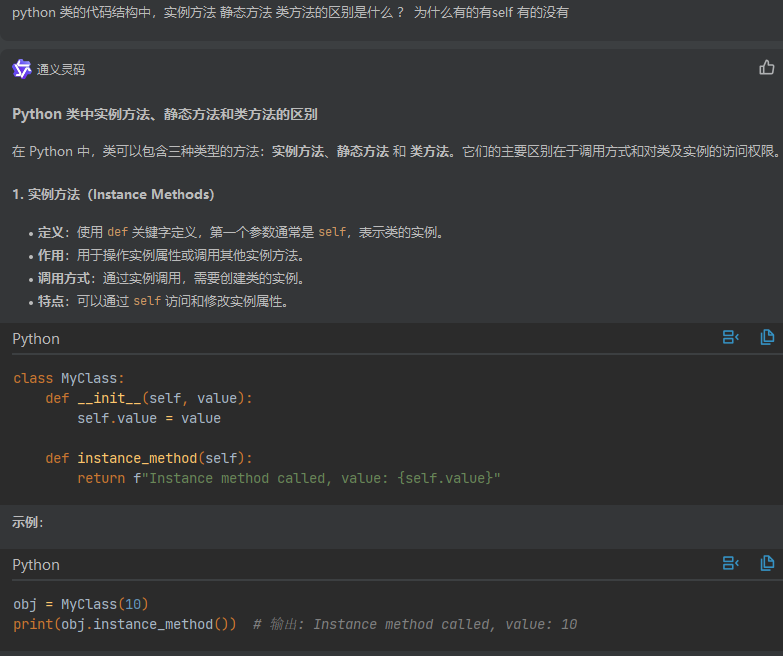 python 类的代码结构中，实例方法 静态方法 类方法的区别是什么 ？ 为什么有的有self 有的没有
通义灵码
Python 类中实例方法、静态方法和类方法的区别
在 Python 中，类可以包含三种类型的方法：实例方法、静态方法 和 类方法。它们的主要区别在于调用方式和对类及实例的访问权限。
1. 实例方法（Instance Methods）
• 定义：使用 def 关键字定义，第一个参数通常是 self，表示类的实例。
• 作用：用于操作实例属性或调用其他实例方法。
• 调用方式：通过实例调用，需要创建类的实例。
• 特点：可以通过 self 访问和修改实例属性。
Python
class MyClass:
    def __init__(self, value):
        self.value = value
    def instance_method(self):
        return f"Instance method called, value: {self.value}"
示例：
Python
obj = MyClass(10)
print(obj.instance_method())  # 输出: Instance method called, value: 10